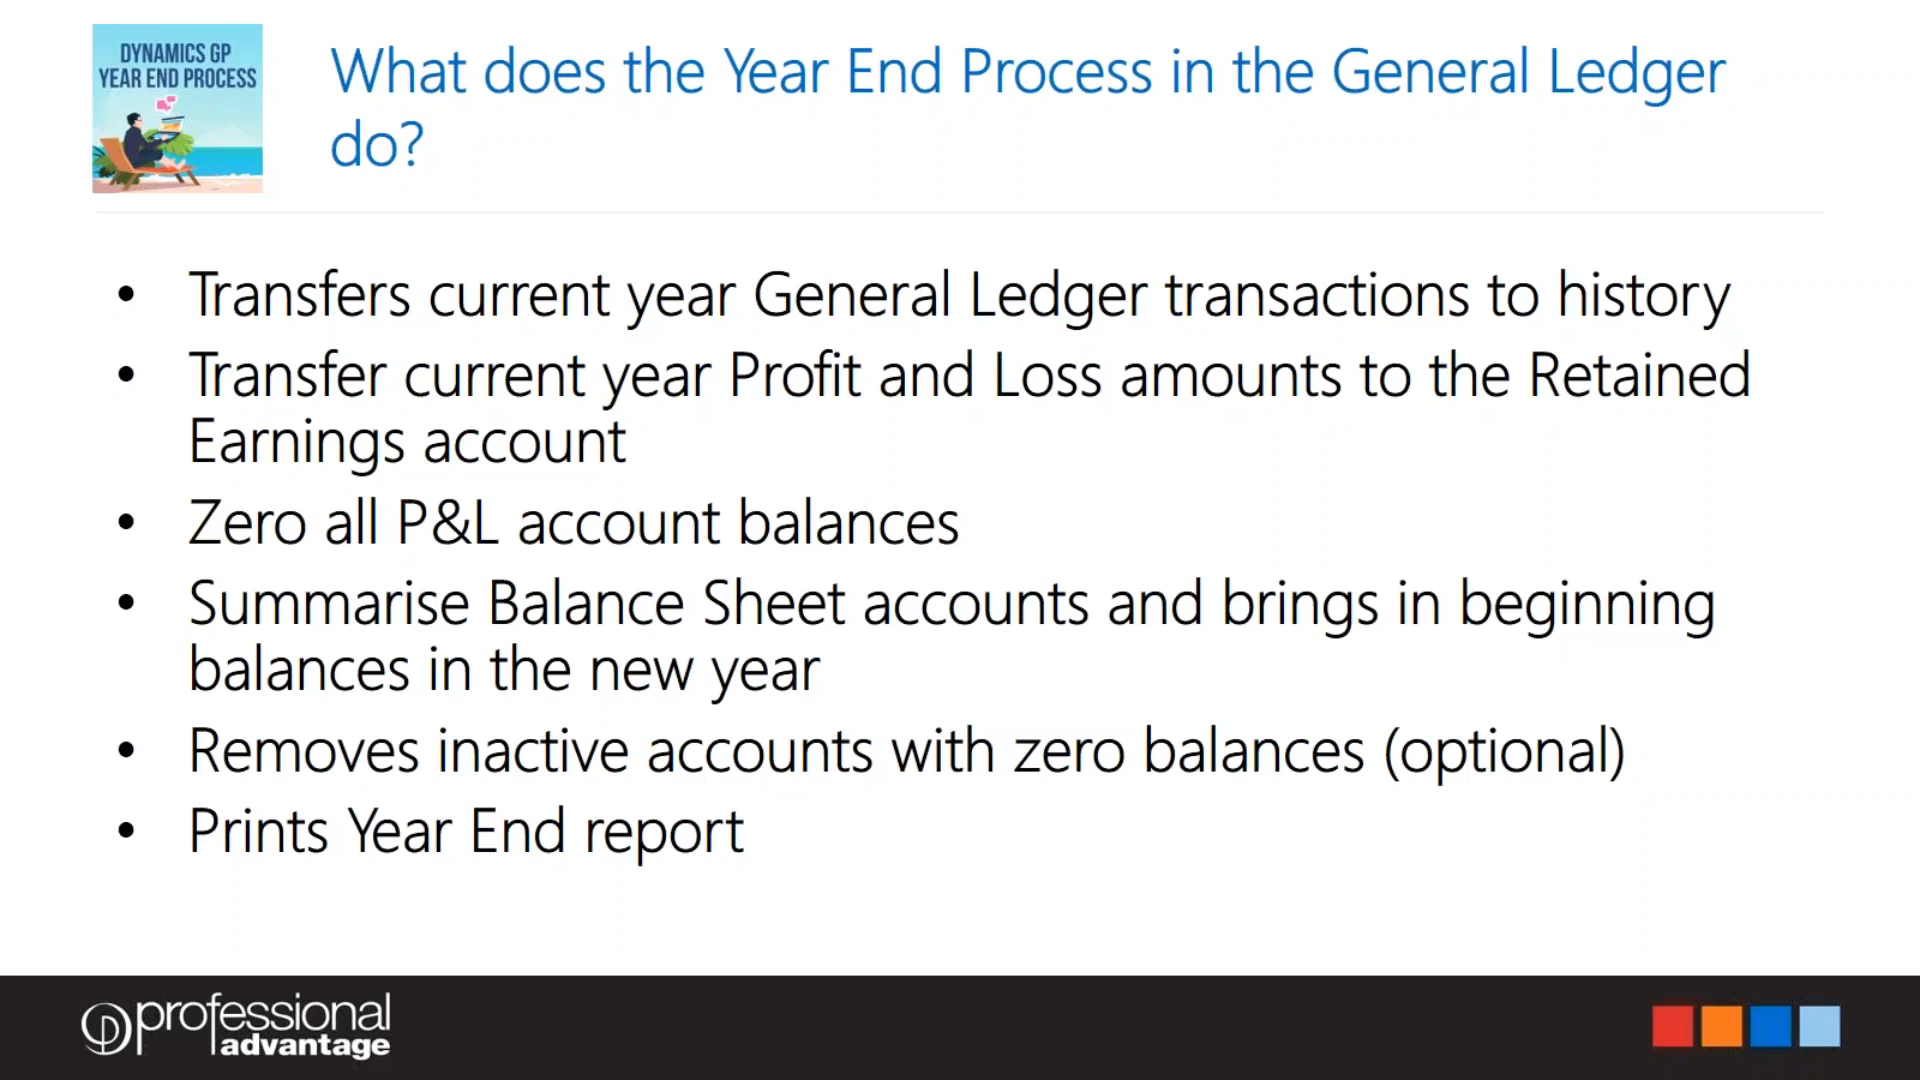 DYNAMICS GP
YEAR END PROCESS
What does the Year End Process in the General Ledger
do?
• Transfers current year General Ledger transactions to history
• Transfer current year Profit and Loss amounts to the Retained
Earnings account
• Zero all P&L account balances
• Summarise Balance Sheet accounts and brings in beginning
balances in the new year
• Removes inactive accounts with zero balances (optional)
• Prints Year End report
professional
advantage